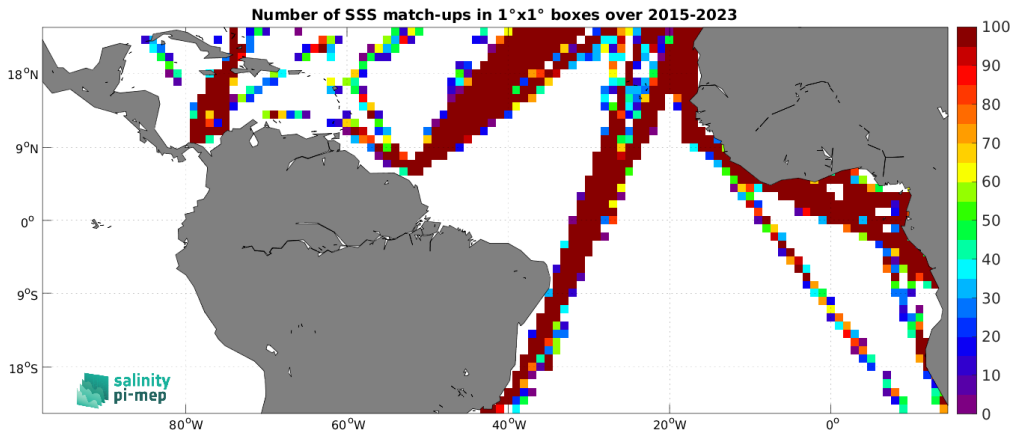 Number of SSS match-ups in 1°x1° boxes over 2015-2023
18°N
9°N
0°
9°S
18°S
80°W
60°W
40°W
20°W
0°
100
90
80
70
60
50
40
30
20
10
0
salinity
pi-mep